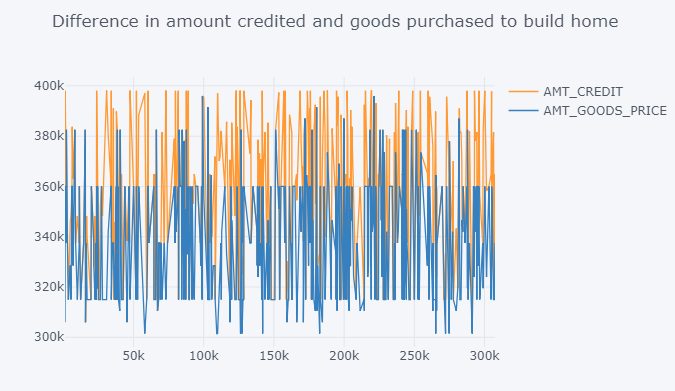 Difference in amount credited and goods purchased to build home
400k
380k
360k
340k
320k
300k
50k
100k
150k
200k
250k
300k
AMT_CREDIT
AMT_GOODS_PRICE